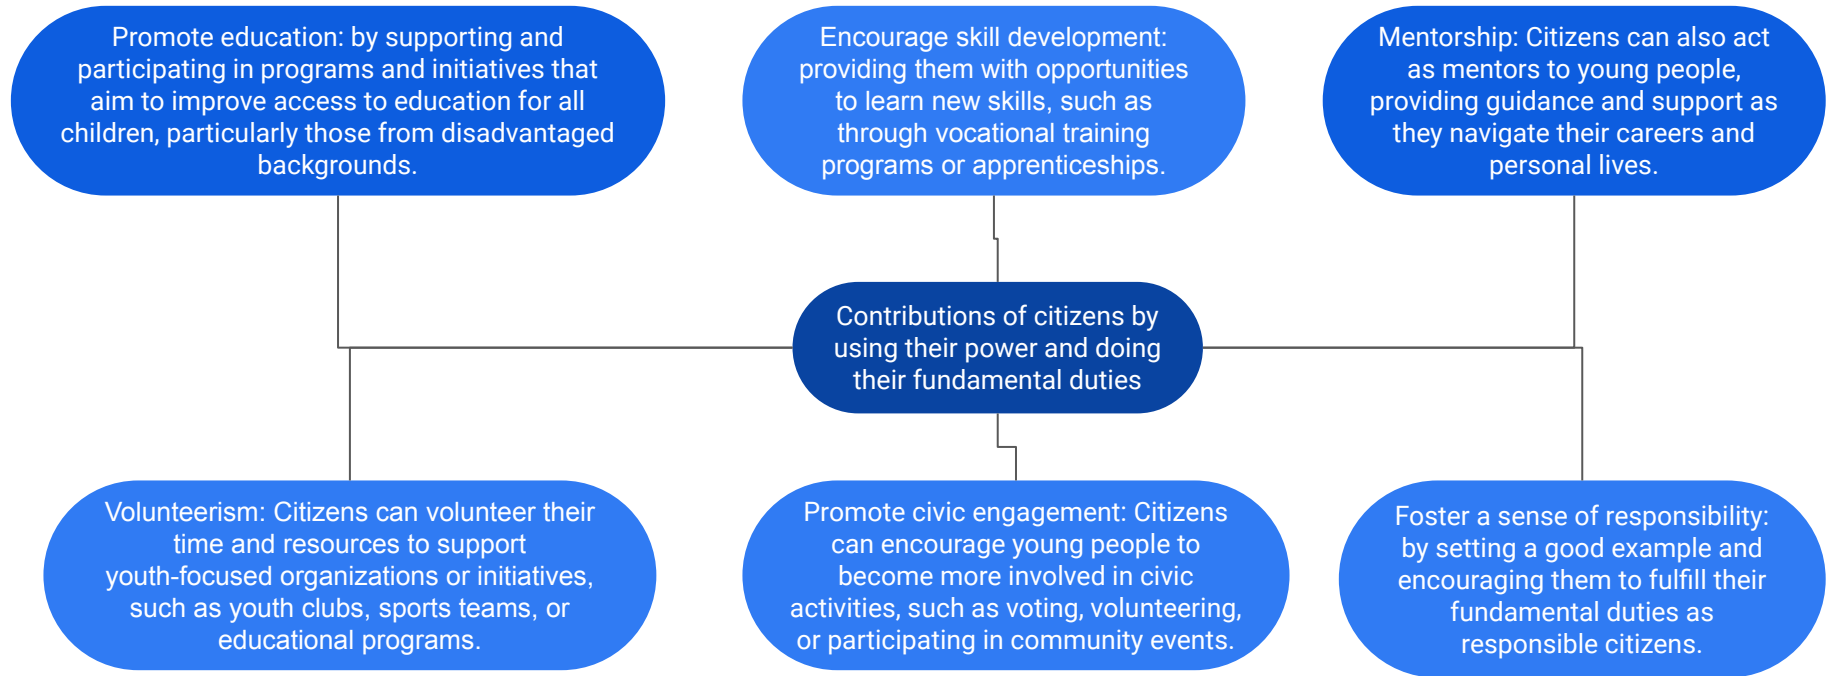 Promote education: by supporting and
participating in programs and initiatives that
aim to improve access to education for all
children, particularly those from disadvantaged
backgrounds.
Encourage skill development:
providing them with opportunities
to learn new skills, such as
through vocational training
programs or apprenticeships.
Mentorship: Citizens can also act
as mentors to young people,
providing guidance and support as
they navigate their careers and
personal lives.
Contributions of citizens by
using their power and doing
their fundamental duties
Volunteerism: Citizens can volunteer their
time and resources to support
youth-focused organizations or initiatives,
such as youth clubs, sports teams, or
educational programs.
Promote civic engagement: Citizens
can encourage young people to
become more involved in civic
activities, such as voting, volunteering,
or participating in community events.
Foster a sense of responsibility:
by setting a good example and
encouraging them to fulfill their
fundamental duties as
responsible citizens.